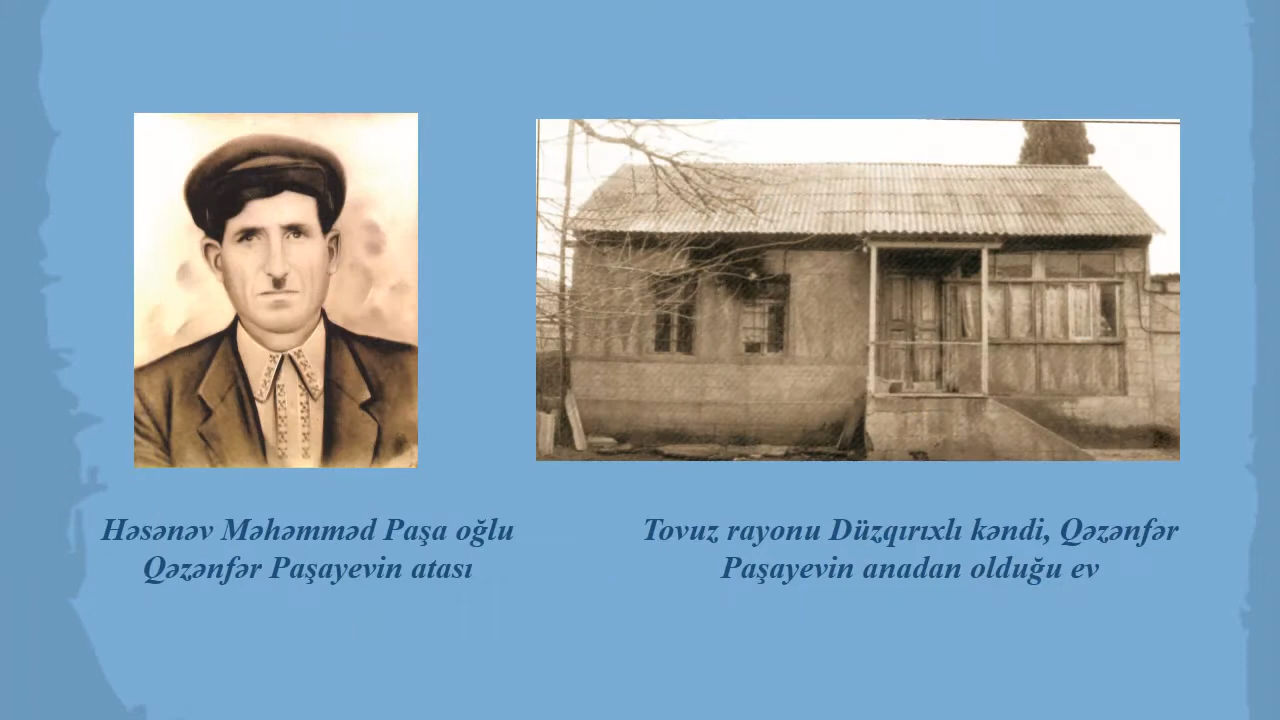 Həsənəv Məhəmməd Paşa oğlu
Qəzənfər Paşayevin atası
Tovuz rayonu Düzqırıxlı kəndi, Qəzənfər
Paşayevin anadan olduğu ev